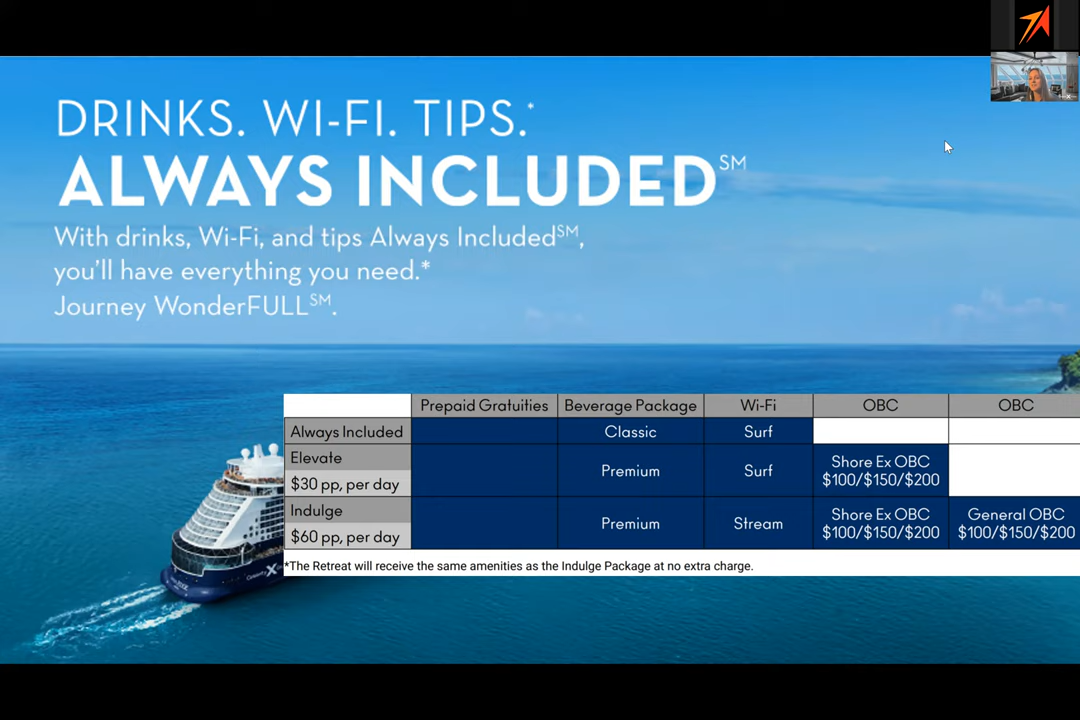 DRINKS. WI-FI. TIPS.*
ALWAYS INCLUDED℠
With drinks, Wi-Fi, and tips Always Included℠,
you'll have everything you need.*
Journey WonderFULL℠.
Prepaid Gratuities Beverage Package Wi-Fi OBC OBC
Always Included Classic Surf
Elevate
$30 pp, per day
Premium Surf
Shore Ex OBC
$100/$150/$200
Indulge
$60 pp, per day
Premium Stream
Shore Ex OBC
$100/$150/$200
General OBC
$100/$150/$200
*The Retreat will receive the same amenities as the Indulge Package at no extra charge.